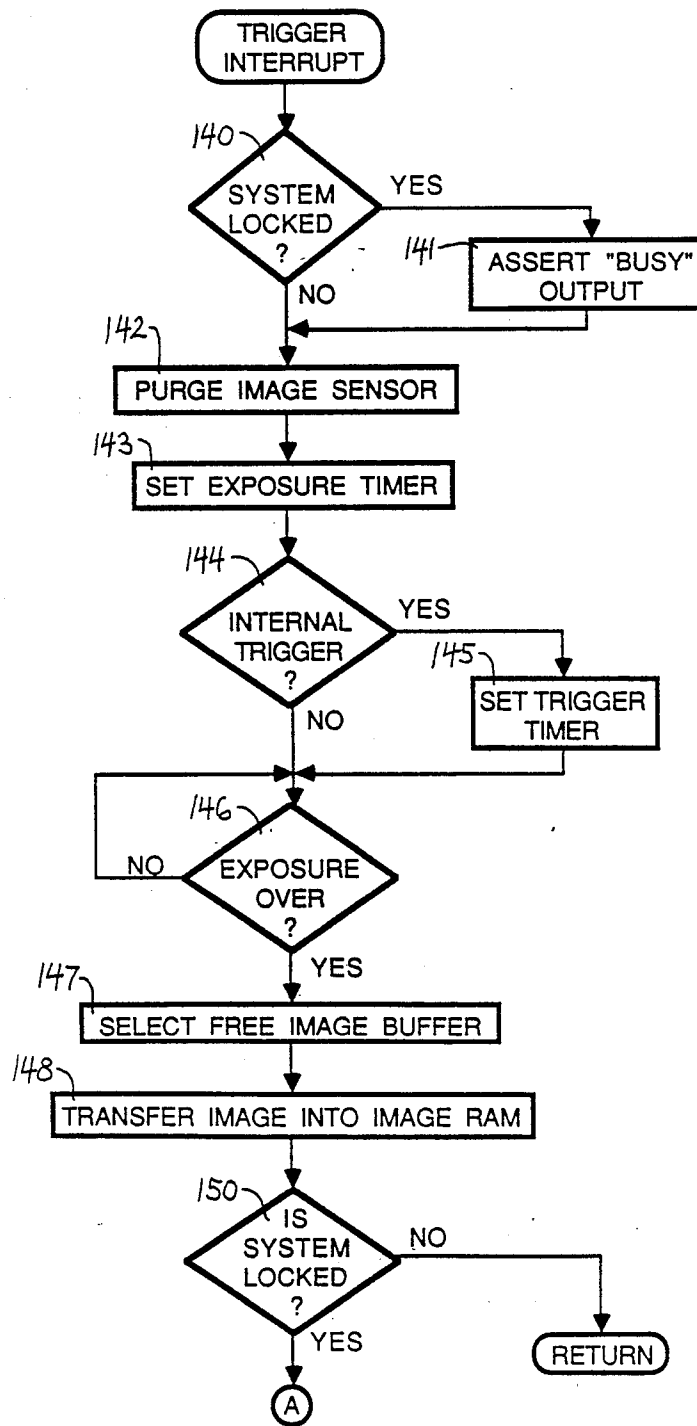 TRIGGER
INTERRUPT
140
SYSTEM
LOCKED
?
YES
NO
141
ASSERT "BUSY"
OUTPUT
142
PURGE IMAGE SENSOR
143
SET EXPOSURE TIMER
144
INTERNAL
TRIGGER
?
YES
NO
145
SET TRIGGER
TIMER
146
EXPOSURE
OVER
?
NO
YES
147
SELECT FREE IMAGE BUFFER
148
TRANSFER IMAGE INTO IMAGE RAM
150
IS
SYSTEM
LOCKED
?
NO
YES
RETURN
A